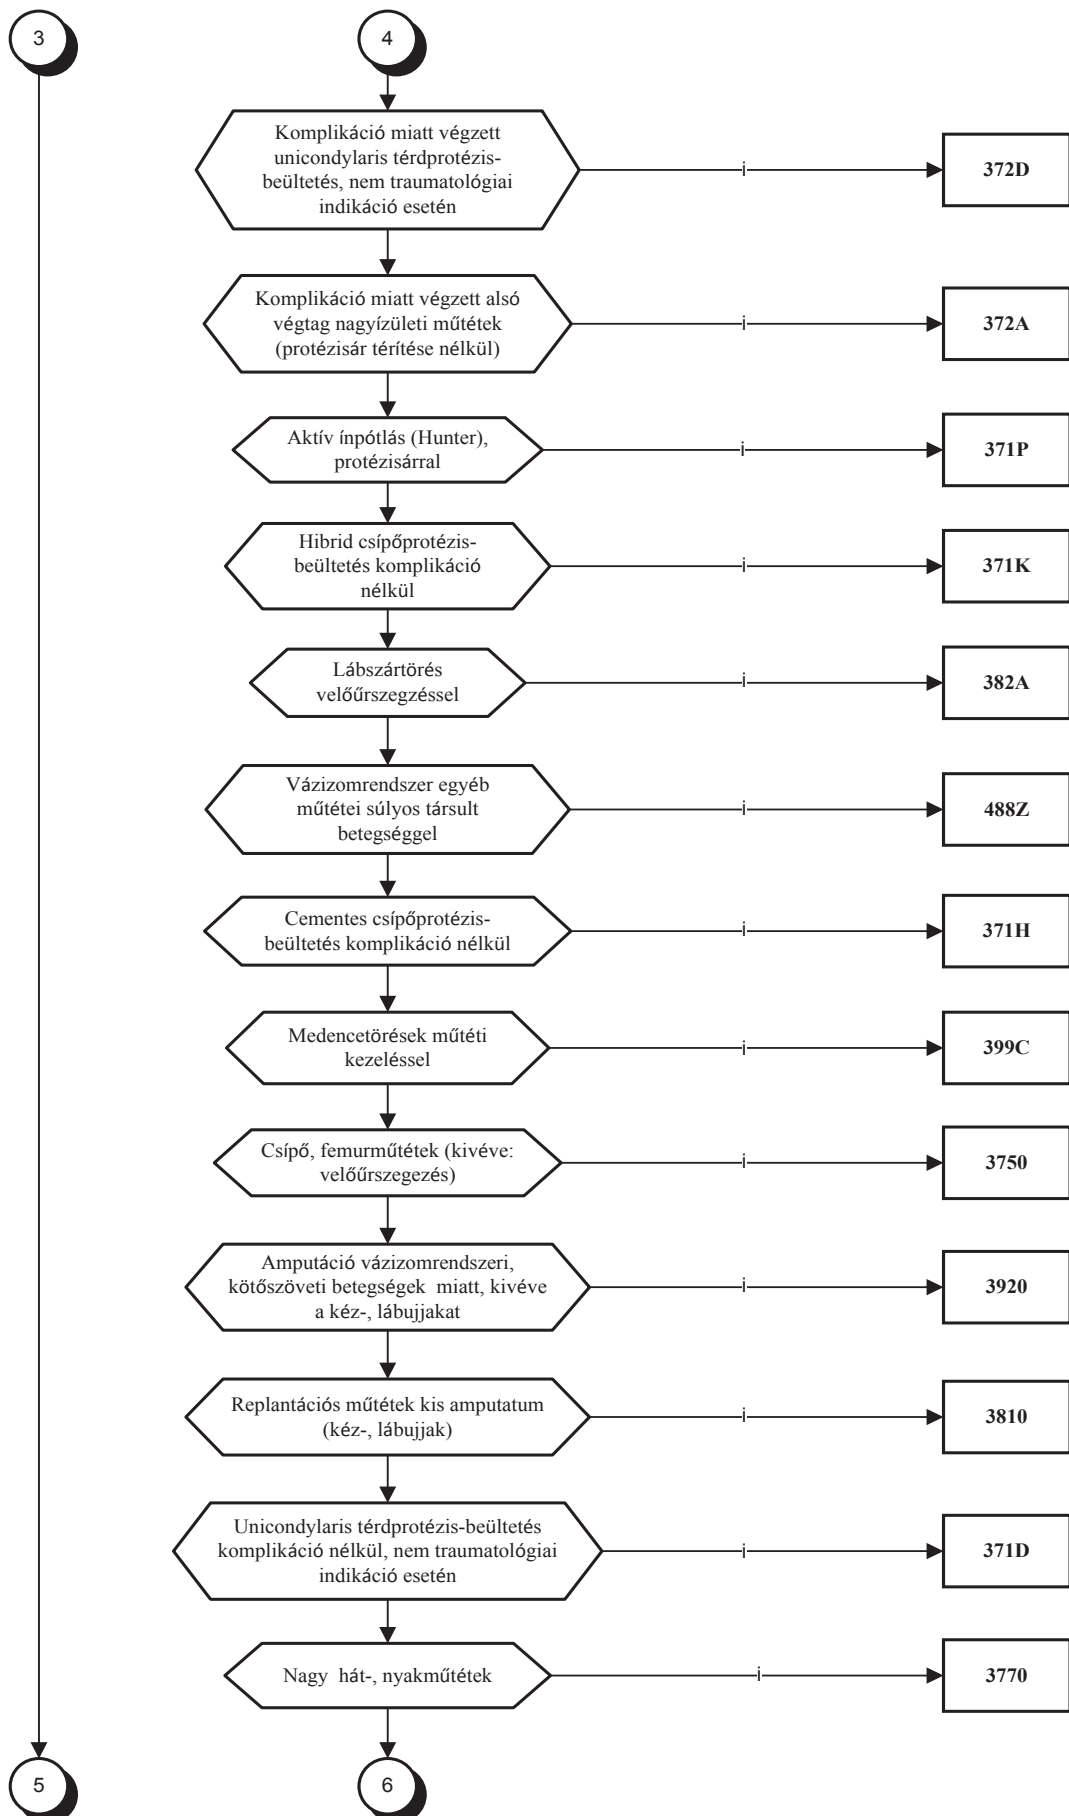 3
4
Komplikáció miatt végzett
unicondylaris térdprotézis-
beültetés, nem traumatológiai
indikáció esetén
i
372D
Komplikáció miatt végzett alsó
végtag nagyízületi műtétek
(protézisár térítése nélkül)
i
372A
Aktív ínpótlás (Hunter),
protézisárral
i
371P
Hibrid csípőprotézis-
beültetés komplikáció
nélkül
i
371K
Lábszártörés
velőűrszegzéssel
i
382A
Vázizomrendszer egyéb
műtétei súlyos társult
betegséggel
i
488Z
Cementes csípőprotézis-
beültetés komplikáció nélkül
i
371H
Medencetörések műtéti
kezeléssel
i
399C
Csípő, femurműtétek (kivéve:
velőűrszegezés)
i
3750
Amputáció vázizomrendszeri,
kötőszöveti betegségek miatt, kivéve
a kéz-, lábujjakat
i
3920
Replantációs műtétek kis amputatum
(kéz-, lábujjak)
i
3810
Unicondylaris térdprotézis-beültetés
komplikáció nélkül, nem traumatológiai
indikáció esetén
i
371D
Nagy hát-, nyakműtétek
i
3770
5
6